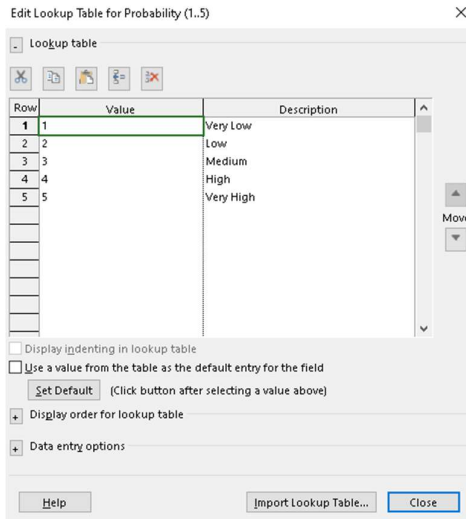 Edit Lookup Table for Probability (1..5)
- Lookup table
Row Value Description
1 1 Very Low
2 2 Low
3 3 Medium
4 4 High
5 5 Very High
Move
Display indenting in lookup table
Use a value from the table as the default entry for the field
Set Default (Click button after selecting a value above)
+ Display order for lookup table
+ Data entry options
Help Import Lookup Table... Close